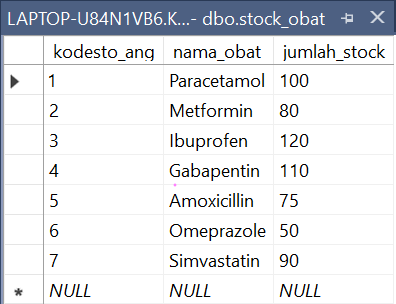 LAPTOP-U84N1VB6.K...- dbo.stock_obat
kodesto_ang nama_obat jumlah_stock
1 Paracetamol 100
2 Metformin 80
3 Ibuprofen 120
4 Gabapentin 110
5 Amoxicillin 75
6 Omeprazole 50
7 Simvastatin 90
NULL NULL NULL